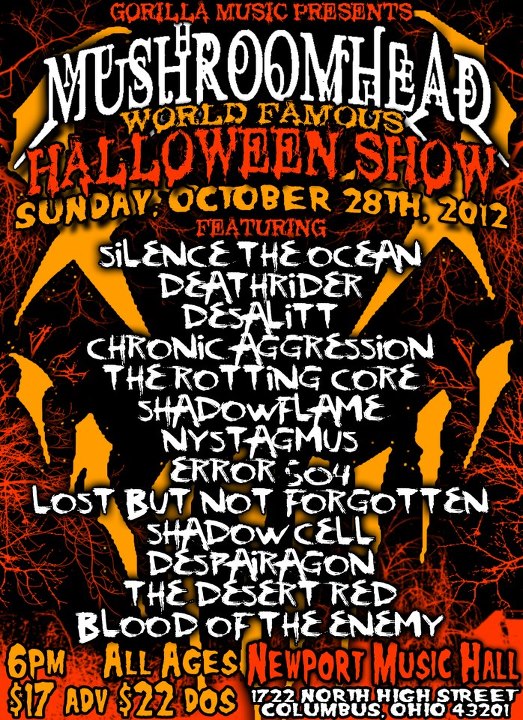 GORILLA MUSIC PRESENTS
MUSHROOMHEAD
WORLD FAMOUS
HALLOWEEN SHOW
SUNDAY, OCTOBER 28TH, 2012
FEATURING
SILENCE THE OCEAN
DEATHRIDER
DESALITT
CHRONIC AGGRESSION
THE ROTTING CORE
SHADOWFLAME
NYSTAGMUS
ERROR 504
LOST BUT NOT FORGOTTEN
SHADOW CELL
DESPAIRAGON
THE DESERT RED
BLOOD OF THE ENEMY
6PM ALL AGES
$17 ADV $22 DOS
NEWPORT MUSIC HALL
1722 NORTH HIGH STREET
COLUMBUS, OHIO 43201